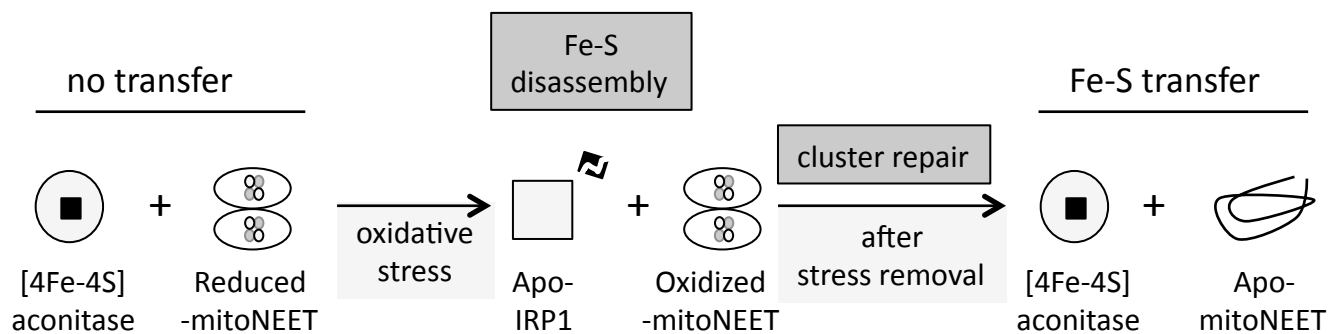 no transfer
Fe-S
disassembly
Fe-S transfer
cluster repair
+
+
+
oxidative
stress
after
stress removal
[4Fe-4S]
aconitase
Reduced
-mitoNEET
Apo-
IRP1
Oxidized
-mitoNEET
[4Fe-4S]
aconitase
Apo-
mitoNEET